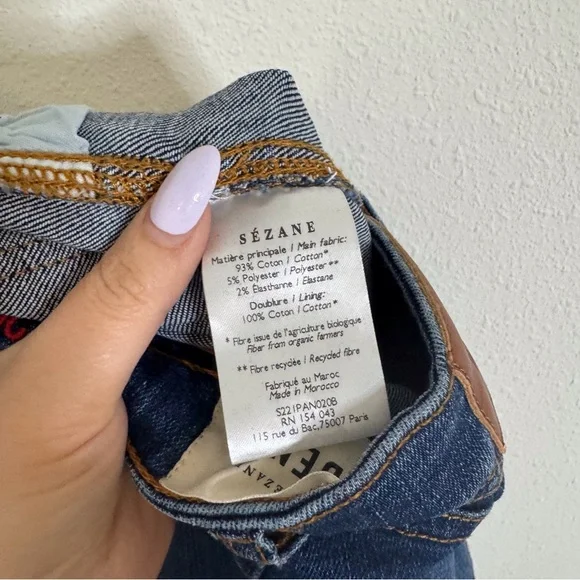 SÉZANE
Matière principale / Main fabric:
93% Coton / Cotton*
5% Polyester / Polyester**
2% Élasthanne / Elastane
Doublure / Lining:
100% Coton / Cotton*
* Fibre issue de l'agriculture biologique
Fiber from organic farmers
** Fibre recyclée / Recycled fibre
Fabriqué au Maroc
Made in Morocco
S221PAN020B
RN 154 043
115 rue du Bac, 75007 Paris